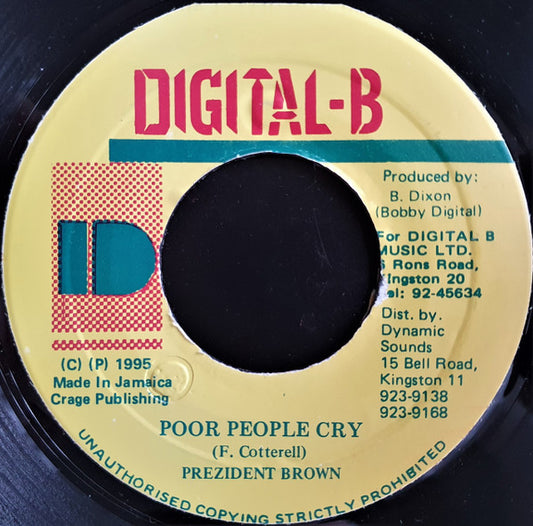 DIGITAL-B
Produced by:
B. Dixon
(Bobby Digital)
For DIGITAL B
MUSIC LTD.
6 Rons Road,
Kingston 20
Tel: 92-45634
Dist. by:
Dynamic
Sounds
15 Bell Road,
Kingston 11
923-9138
923-9168
D
(C) (P) 1995
Made In Jamaica
Crage Publishing
POOR PEOPLE CRY
(F. Cotterell)
PREZIDENT BROWN
UNAUTHORISED COPYING STRICTLY PROHIBITED